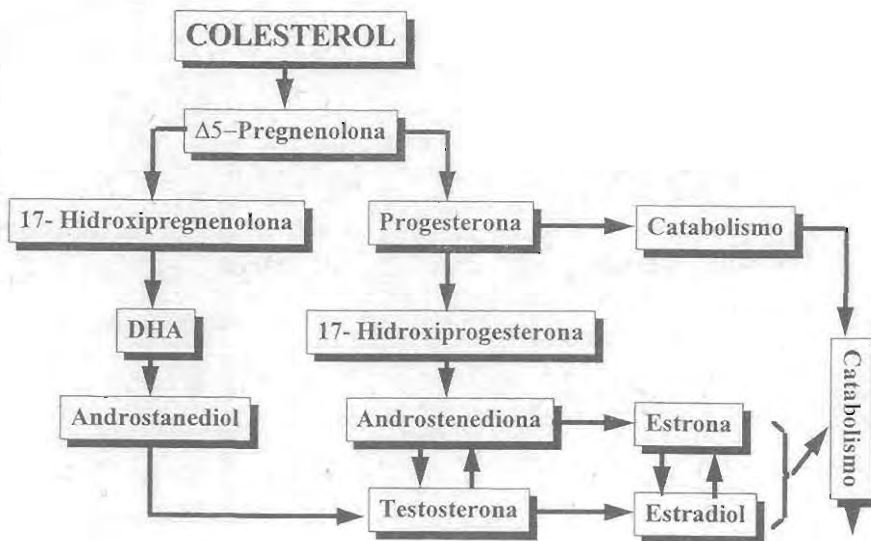 COLESTEROL
Δ5–Pregnenolona
17- Hidroxipregnenolona
Progesterona
Catabolismo
DHA
17- Hidroxiprogesterona
Androstanediol
Androstenediona
Estrona
Catabolismo
Testosterona
Estradiol